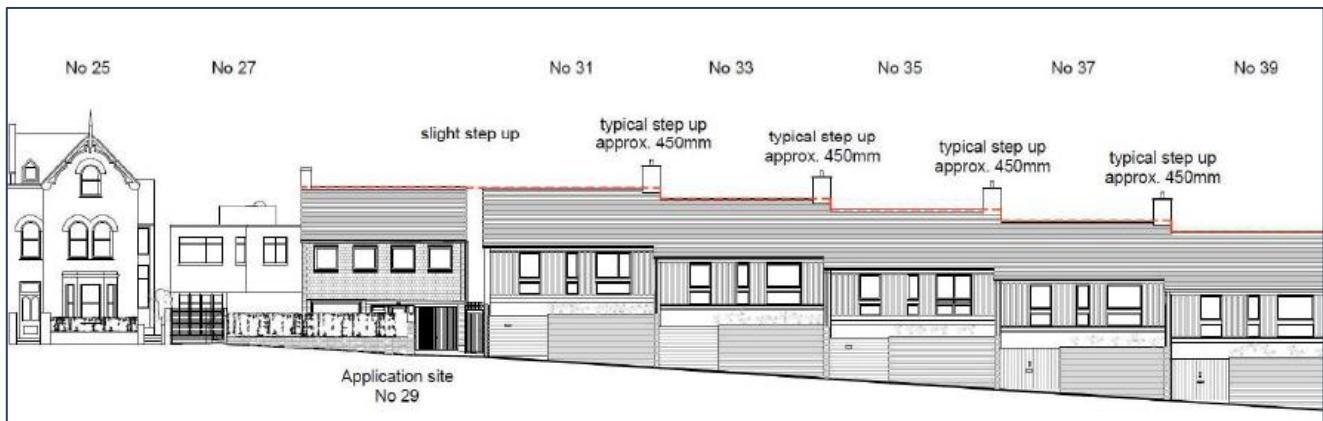 No 25
No 27
No 31
No 33
No 35
No 37
No 39
slight step up
typical step up
approx. 450mm
typical step up
approx. 450mm
typical step up
approx. 450mm
typical step up
approx. 450mm
Application site
No 29